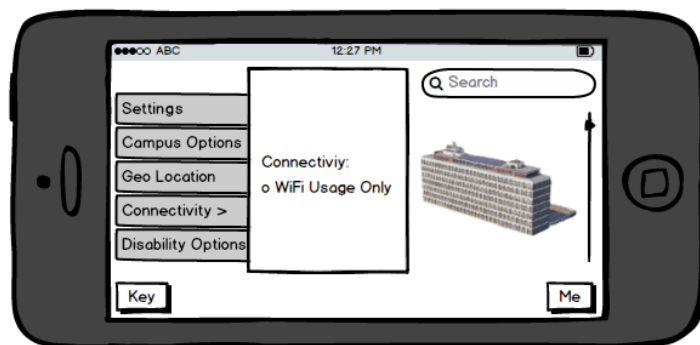 ABC 12:27 PM
Search
Settings
Campus Options
Geo Location
Connectivity >
Disability Options
Connectiviy:
o WiFi Usage Only
Key
Me